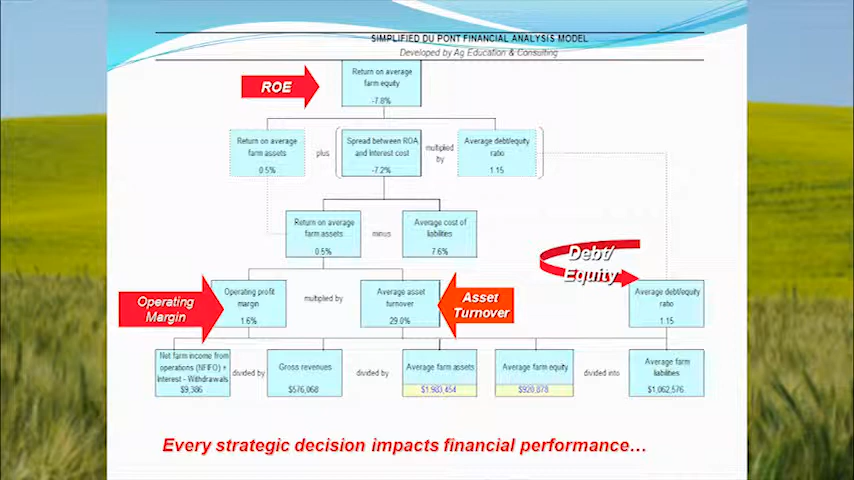 SIMPLIFIED DU PONT FINANCIAL ANALYSIS MODEL
Developed by Ag Education & Consulting
ROE
Return on average
farm equity
-7.8%
Return on average
farm assets
0.5%
plus
Spread between ROA
and Interest cost
-7.2%
multiplied
by
Average debt/equity
ratio
1.15
Return on average
farm assets
0.5%
minus
Average cost of
liabilities
7.6%
Debt/
Equity
Operating
Margin
Operating profit
margin
1.6%
multiplied by
Average asset
turnover
29.0%
Asset
Turnover
Average debt/equity
ratio
1.15
Net farm income from
operations (NFIFO) +
Interest - Withdrawals
$9,386
divided by
Gross revenues
$576,068
divided by
Average farm assets
$1,983,454
Average farm equity
$920,878
divided into
Average farm
liabilities
$1,062,576
Every strategic decision impacts financial performance…